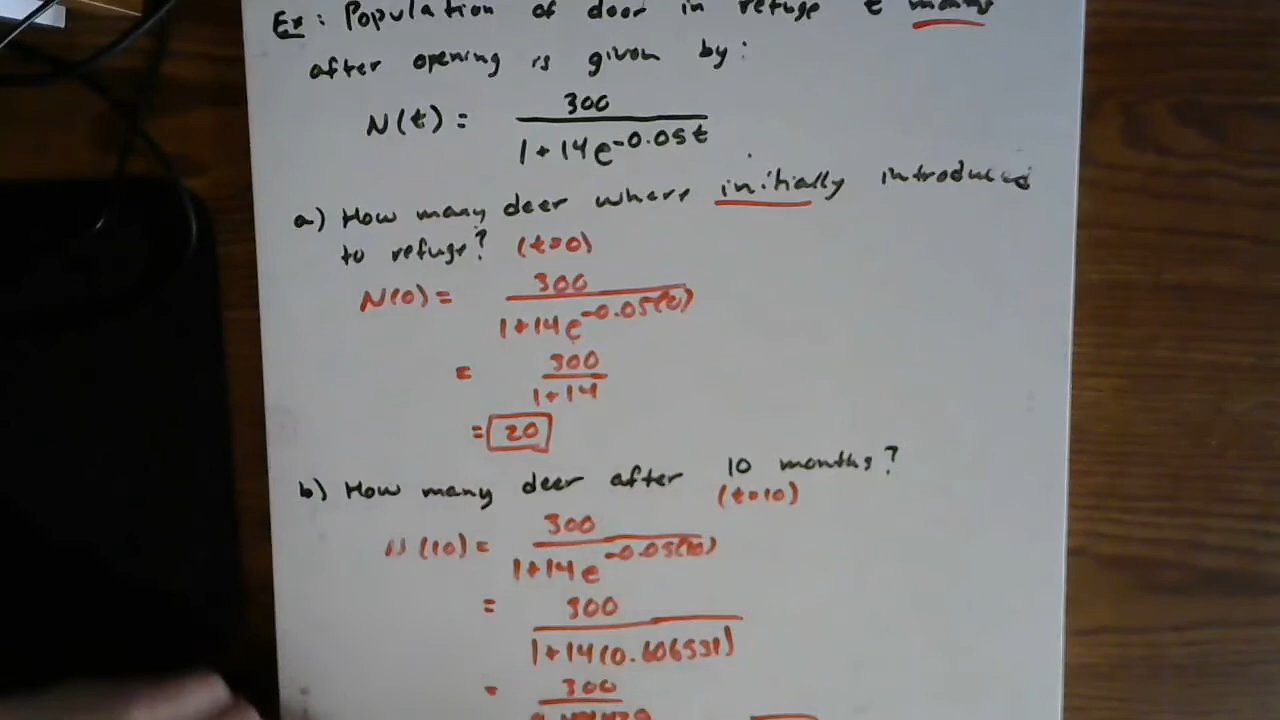 Ex: Population of door in refuge t months
after opening is given by:
N(t) = 300 / 1+14e^-0.05t
a) How many deer where initially introduced
to refuge? (t=0)
N(0) = 300 / 1+14e^-0.05(0)
= 300 / 1+14
= 20
b) How many deer after 10 months?
(t=10)
N(10) = 300 / 1+14e^-0.05(10)
= 300 / 1+14(0.606531)
= 300